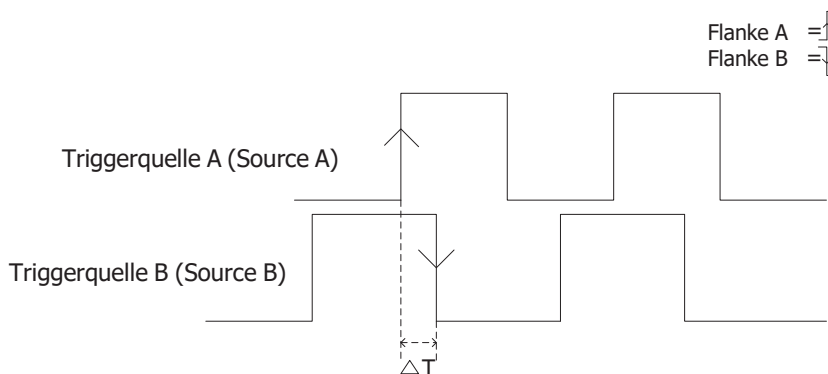 Flanke A =
Flanke B =
Triggerquelle A (Source A)
Triggerquelle B (Source B)
△T